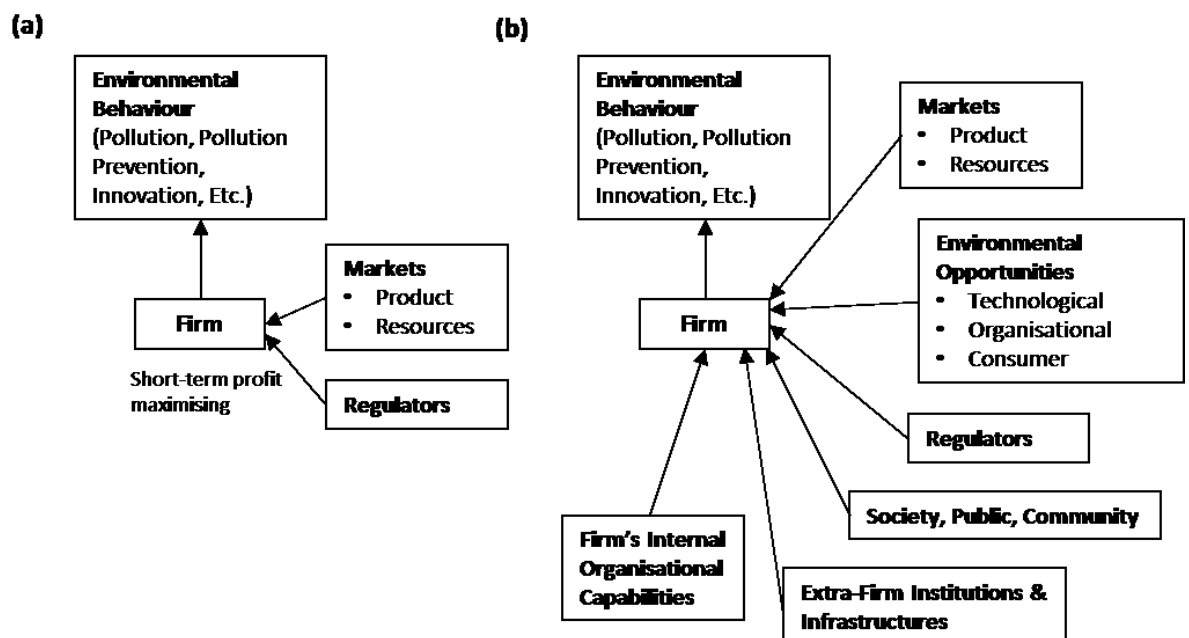 (a)
Environmental
Behaviour
(Pollution, Pollution
Prevention,
Innovation, Etc.)
Markets
• Product
• Resources
Firm
Short-term profit
maximising
Regulators
(b)
Environmental
Behaviour
(Pollution, Pollution
Prevention,
Innovation, Etc.)
Markets
• Product
• Resources
Environmental
Opportunities
• Technological
• Organisational
• Consumer
Firm
Regulators
Society, Public, Community
Firm's Internal
Organisational
Capabilities
Extra-Firm Institutions &
Infrastructures